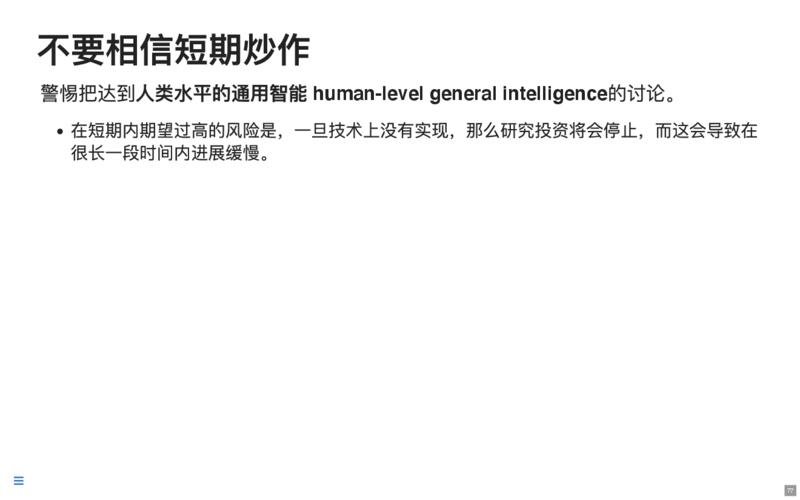 不要相信短期炒作
警惕把达到人类水平的通用智能 human-level general intelligence的讨论。
• 在短期内期望过高的风险是，一旦技术上没有实现，那么研究投资将会停止，而这会导致在
很长一段时间内进展缓慢。
77